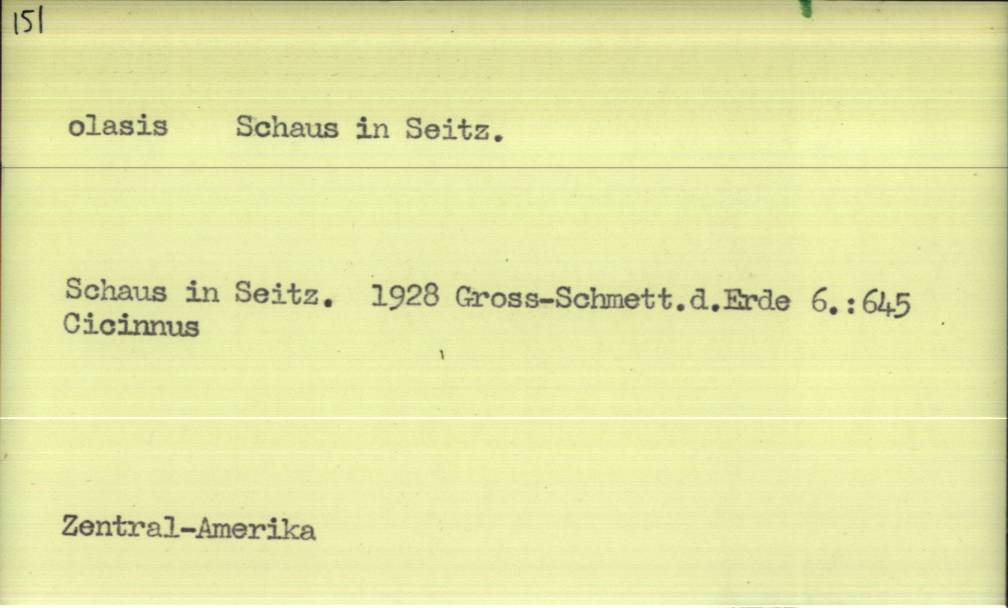 151
olasis Schaus in Seitz.
Schaus in Seitz. 1928 Gross-Schmett.d.Erde 6.:645
Cicinnus
Zentral-Amerika